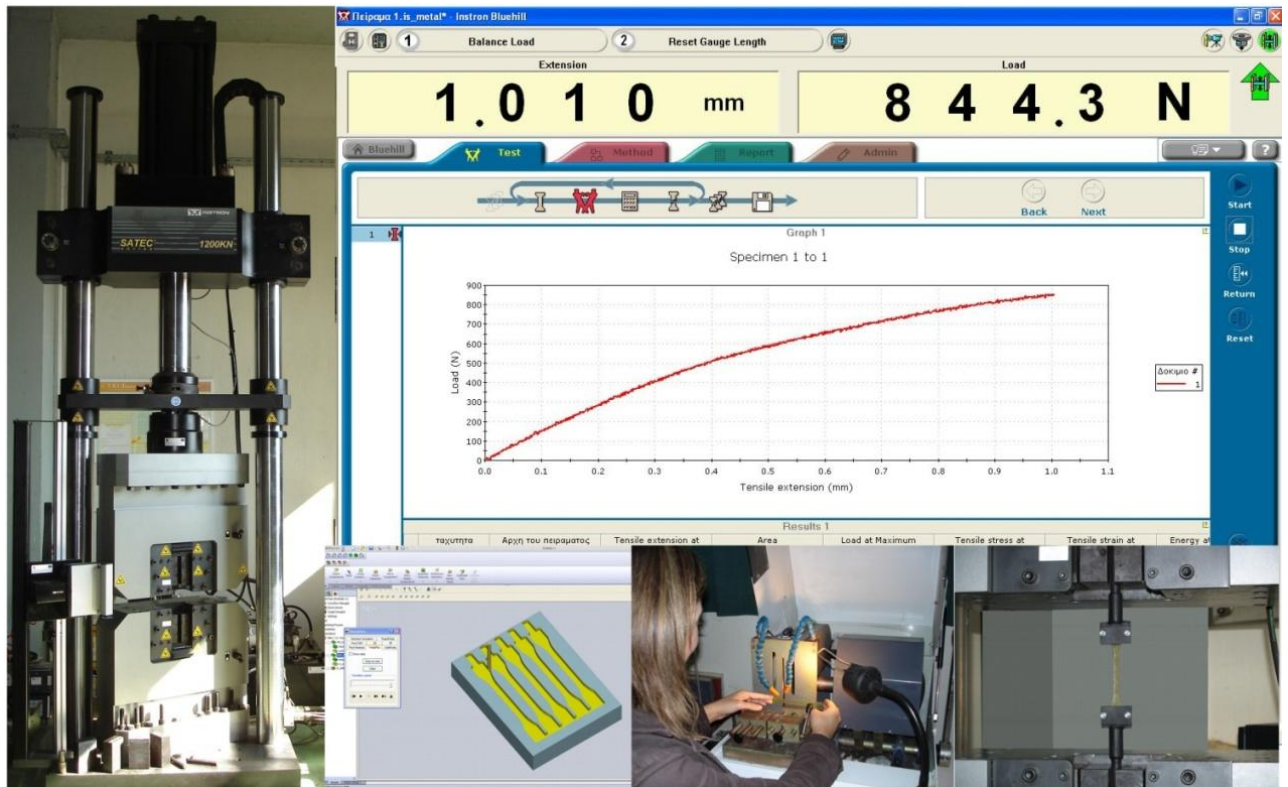 SATEC
1200KN
Πείραμα 1.is_metal* - Instron Bluehill
1 Balance Load 2 Reset Gauge Length
Extension Load
1.010 mm 844.3 N
Bluehill Test Method Report Admin ?
Back Next
Start
Stop
Return
Reset
1
Graph 1
Specimen 1 to 1
Load (N)
900
800
700
600
500
400
300
200
100
0
0.0 0.1 0.2 0.3 0.4 0.5 0.6 0.7 0.8 0.9 1.0 1.1
Tensile extension (mm)
Δοκιμιο #
1
Results 1
ταχυτητα Αρχη του πειραματος Tensile extension at Area Load at Maximum Tensile stress at Tensile strain at Energy at